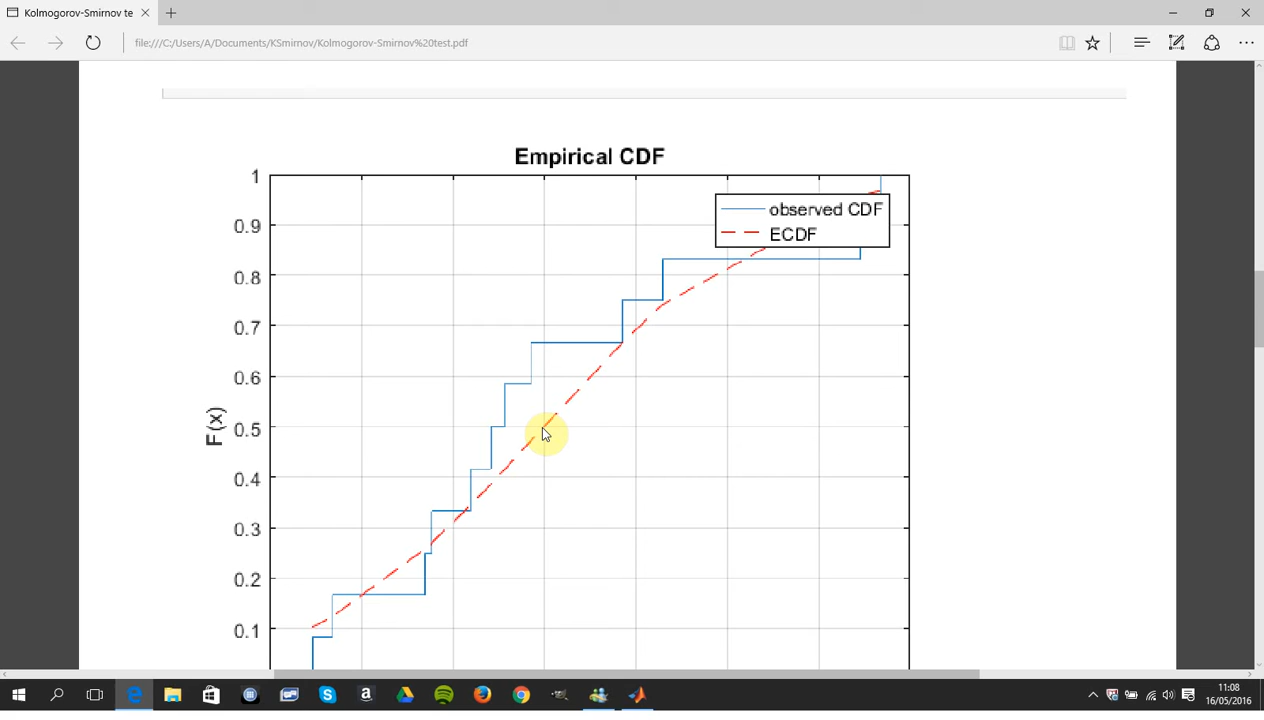 Kolmogorov-Smirnov te
file:///C:/Users/A/Documents/KSmirnov/Kolmogorov-Smirnov%20test.pdf
Empirical CDF
1
observed CDF
ECDF
0.9
0.8
0.7
0.6
0.5
0.4
0.3
0.2
0.1
F(x)
11:08
16/05/2016